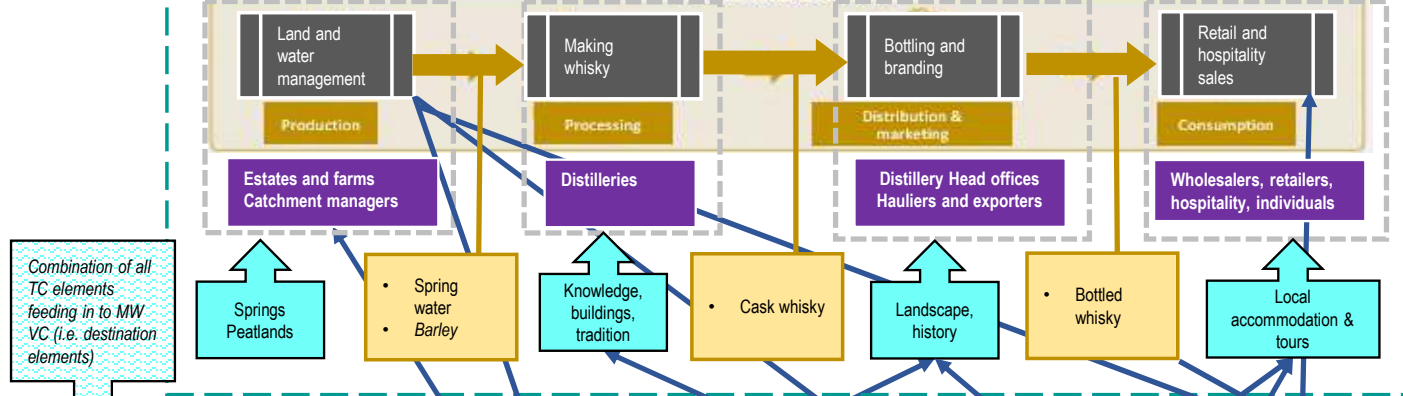 Land and
water
management
Making
whisky
Bottling and
branding
Retail and
hospitality
sales
Production
Processing
Distribution &
marketing
Consumption
Estates and farms
Catchment managers
Distilleries
Distillery Head offices
Hauliers and exporters
Wholesalers, retailers,
hospitality, individuals
Combination of all
TC elements
feeding in to MW
VC (i.e. destination
elements)
Springs
Peatlands
• Spring
water
• Barley
Knowledge,
buildings,
tradition
• Cask whisky
Landscape,
history
• Bottled
whisky
Local
accommodation &
tours